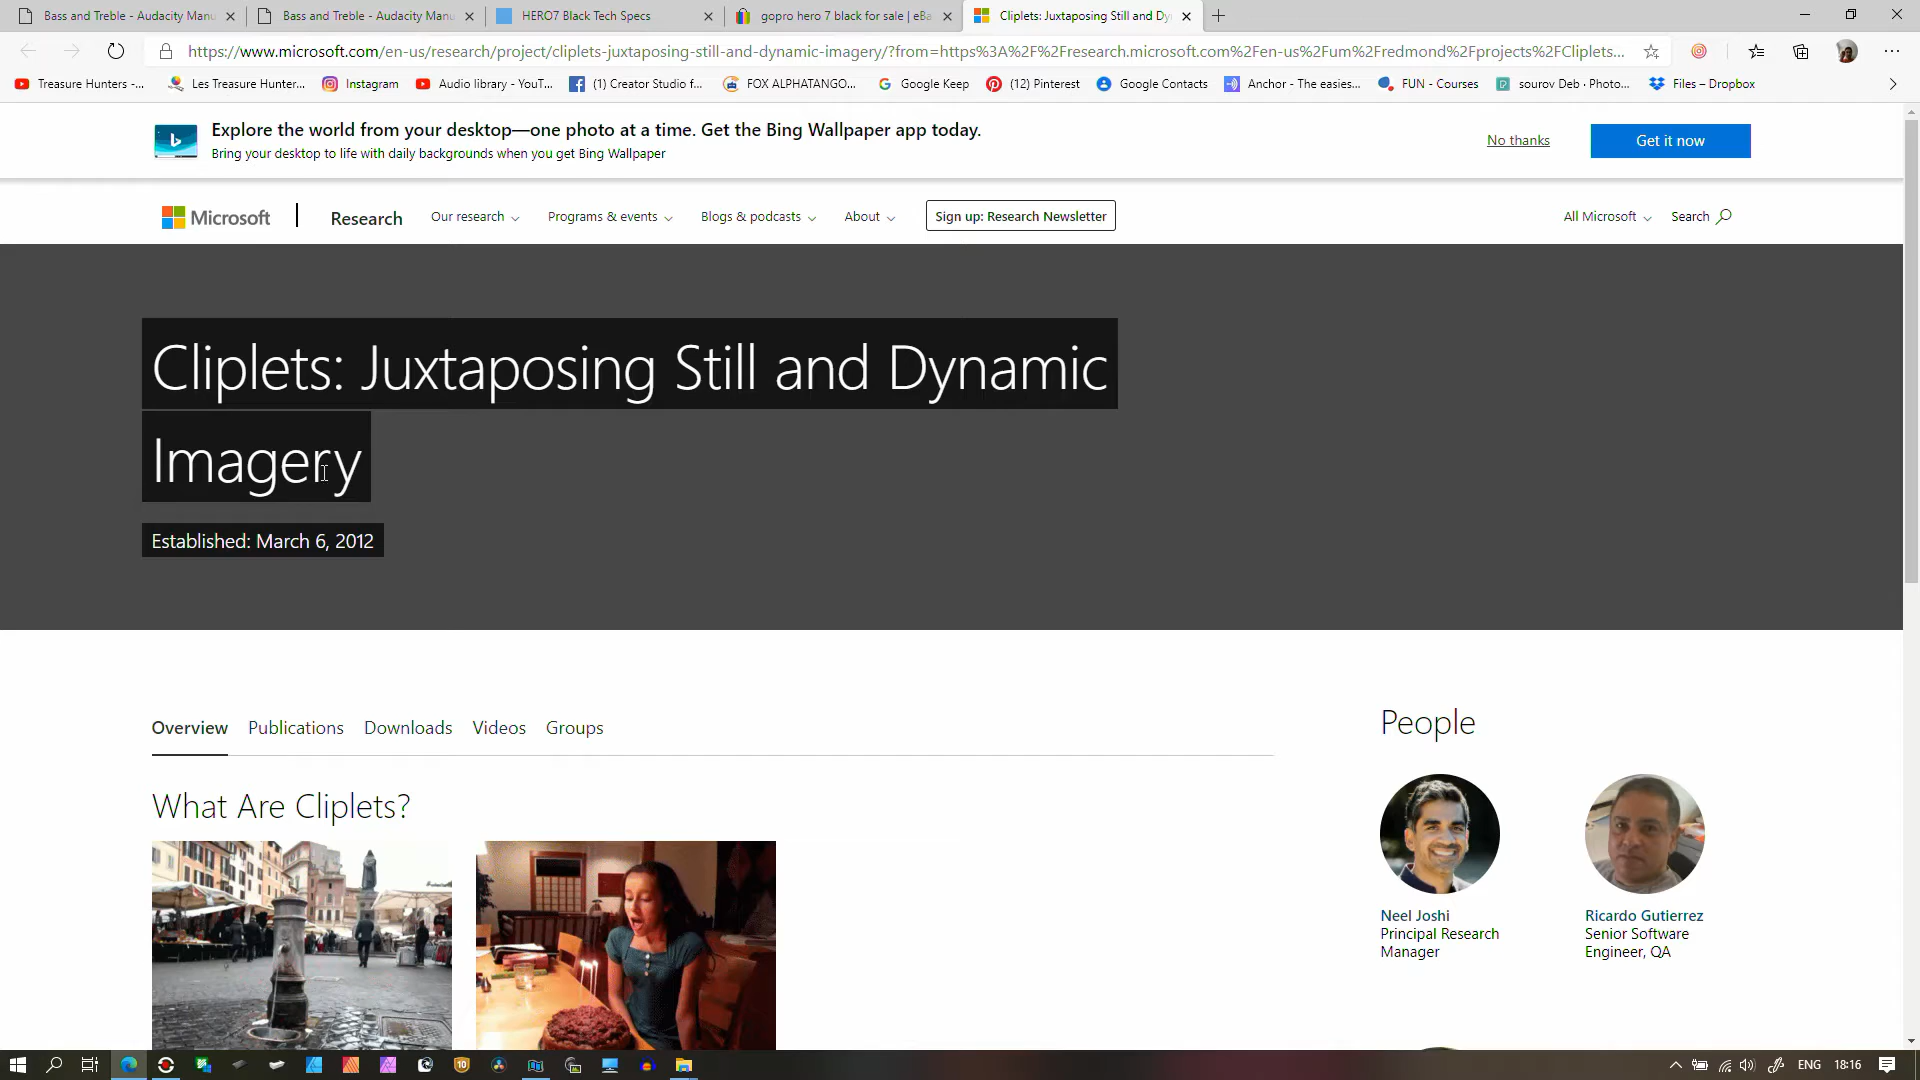 Bass and Treble - Audacity Manu
Bass and Treble - Audacity Manu
HERO7 Black Tech Specs
gopro hero 7 black for sale | eBa
Cliplets: Juxtaposing Still and Dy
https://www.microsoft.com/en-us/research/project/cliplets-juxtaposing-still-and-dynamic-imagery/?from=https%3A%2F%2Fresearch.microsoft.com%2Fen-us%2Fum%2Fredmond%2Fprojects%2FCliplets...
Treasure Hunters -...
Les Treasure Hunter...
Instagram
Audio library - YouT...
(1) Creator Studio f...
FOX ALPHATANGO...
Google Keep
(12) Pinterest
Google Contacts
Anchor - The easies...
FUN - Courses
sourov Deb · Photo...
Files – Dropbox
Explore the world from your desktop—one photo at a time. Get the Bing Wallpaper app today.
Bring your desktop to life with daily backgrounds when you get Bing Wallpaper
No thanks
Get it now
Microsoft
Research
Our research
Programs & events
Blogs & podcasts
About
Sign up: Research Newsletter
All Microsoft
Search
Cliplets: Juxtaposing Still and Dynamic
Imagery
Established: March 6, 2012
Overview
Publications
Downloads
Videos
Groups
People
What Are Cliplets?
Neel Joshi
Principal Research
Manager
Ricardo Gutierrez
Senior Software
Engineer, QA
10
ENG
18:16